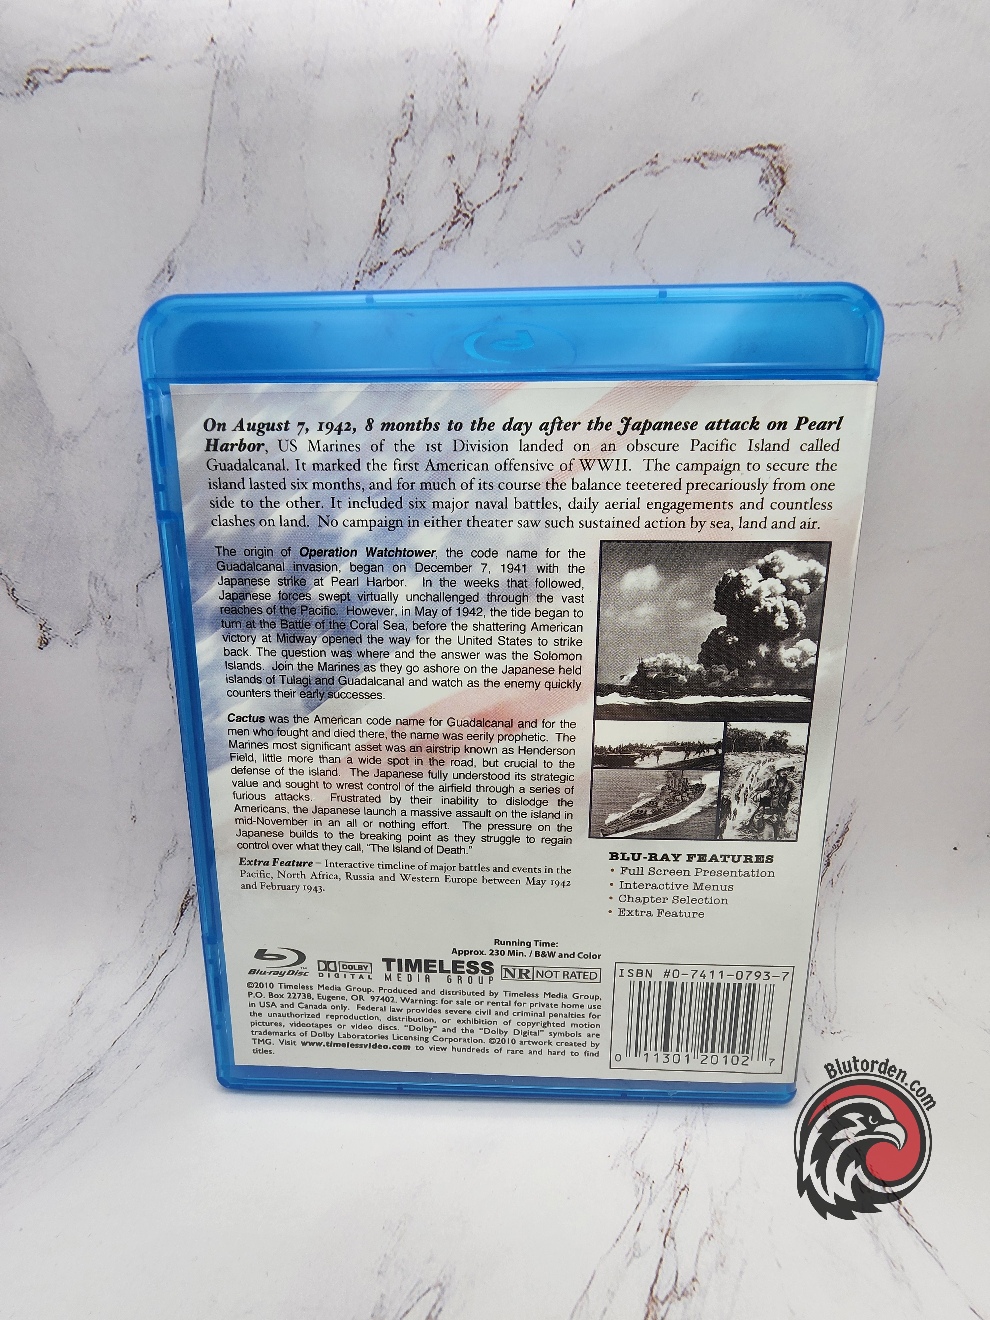 On August 7, 1942, 8 months to the day after the Japanese attack on Pearl
Harbor, US Marines of the 1st Division landed on an obscure Pacific Island called
Guadalcanal. It marked the first American offensive of WWII. The campaign to secure the
island lasted six months, and for much of its course the balance teetered precariously from one
side to the other. It included six major naval battles, daily aerial engagements and countless
clashes on land. No campaign in either theater saw such sustained action by sea, land and air.
The origin of Operation Watchtower, the code name for the
Guadalcanal invasion, began on December 7, 1941 with the
Japanese strike at Pearl Harbor. In the weeks that followed,
Japanese forces swept virtually unchallenged through the vast
reaches of the Pacific. However, in May of 1942, the tide began to
turn at the Battle of the Coral Sea, before the shattering American
victory at Midway opened the way for the United States to strike
back. The question was where and the answer was the Solomon
Islands. Join the Marines as they go ashore on the Japanese held
islands of Tulagi and Guadalcanal and watch as the enemy quickly
counters their early successes.
Cactus was the American code name for Guadalcanal and for the
men who fought and died there, the name was eerily prophetic. The
Marines most significant asset was an airstrip known as Henderson
Field, little more than a wide spot in the road, but crucial to the
defense of the island. The Japanese fully understood its strategic
value and sought to wrest control of the airfield through a series of
furious attacks. Frustrated by their inability to dislodge the
Americans, the Japanese launch a massive assault on the island in
mid-November in an all or nothing effort. The pressure on the
Japanese builds to the breaking point as they struggle to regain
control over what they call, "The Island of Death."
Extra Feature – Interactive timeline of major battles and events in the
Pacific, North Africa, Russia and Western Europe between May 1942
and February 1943.
BLU-RAY FEATURES
• Full Screen Presentation
• Interactive Menus
• Chapter Selection
• Extra Feature
Running Time:
Approx. 230 Min. / B&W and Color
Blu-ray Disc
DOLBY
DIGITAL
TIMELESS
MEDIA GROUP
NR NOT RATED
©2010 Timeless Media Group. Produced and distributed by Timeless Media Group,
P.O. Box 22738, Eugene, OR 97402. Warning: for sale or rental for private home use
in USA and Canada only. Federal law provides severe civil and criminal penalties for
the unauthorized reproduction, distribution, or exhibition of copyrighted motion
pictures, videotapes or video discs. "Dolby" and the "Dolby Digital" symbols are
trademarks of Dolby Laboratories Licensing Corporation. ©2010 artwork created by
TMG. Visit www.timelessvideo.com to view hundreds of rare and hard to find
titles.
ISBN #0-7411-0793-7
0 11301 20102 7
Blutorden.com